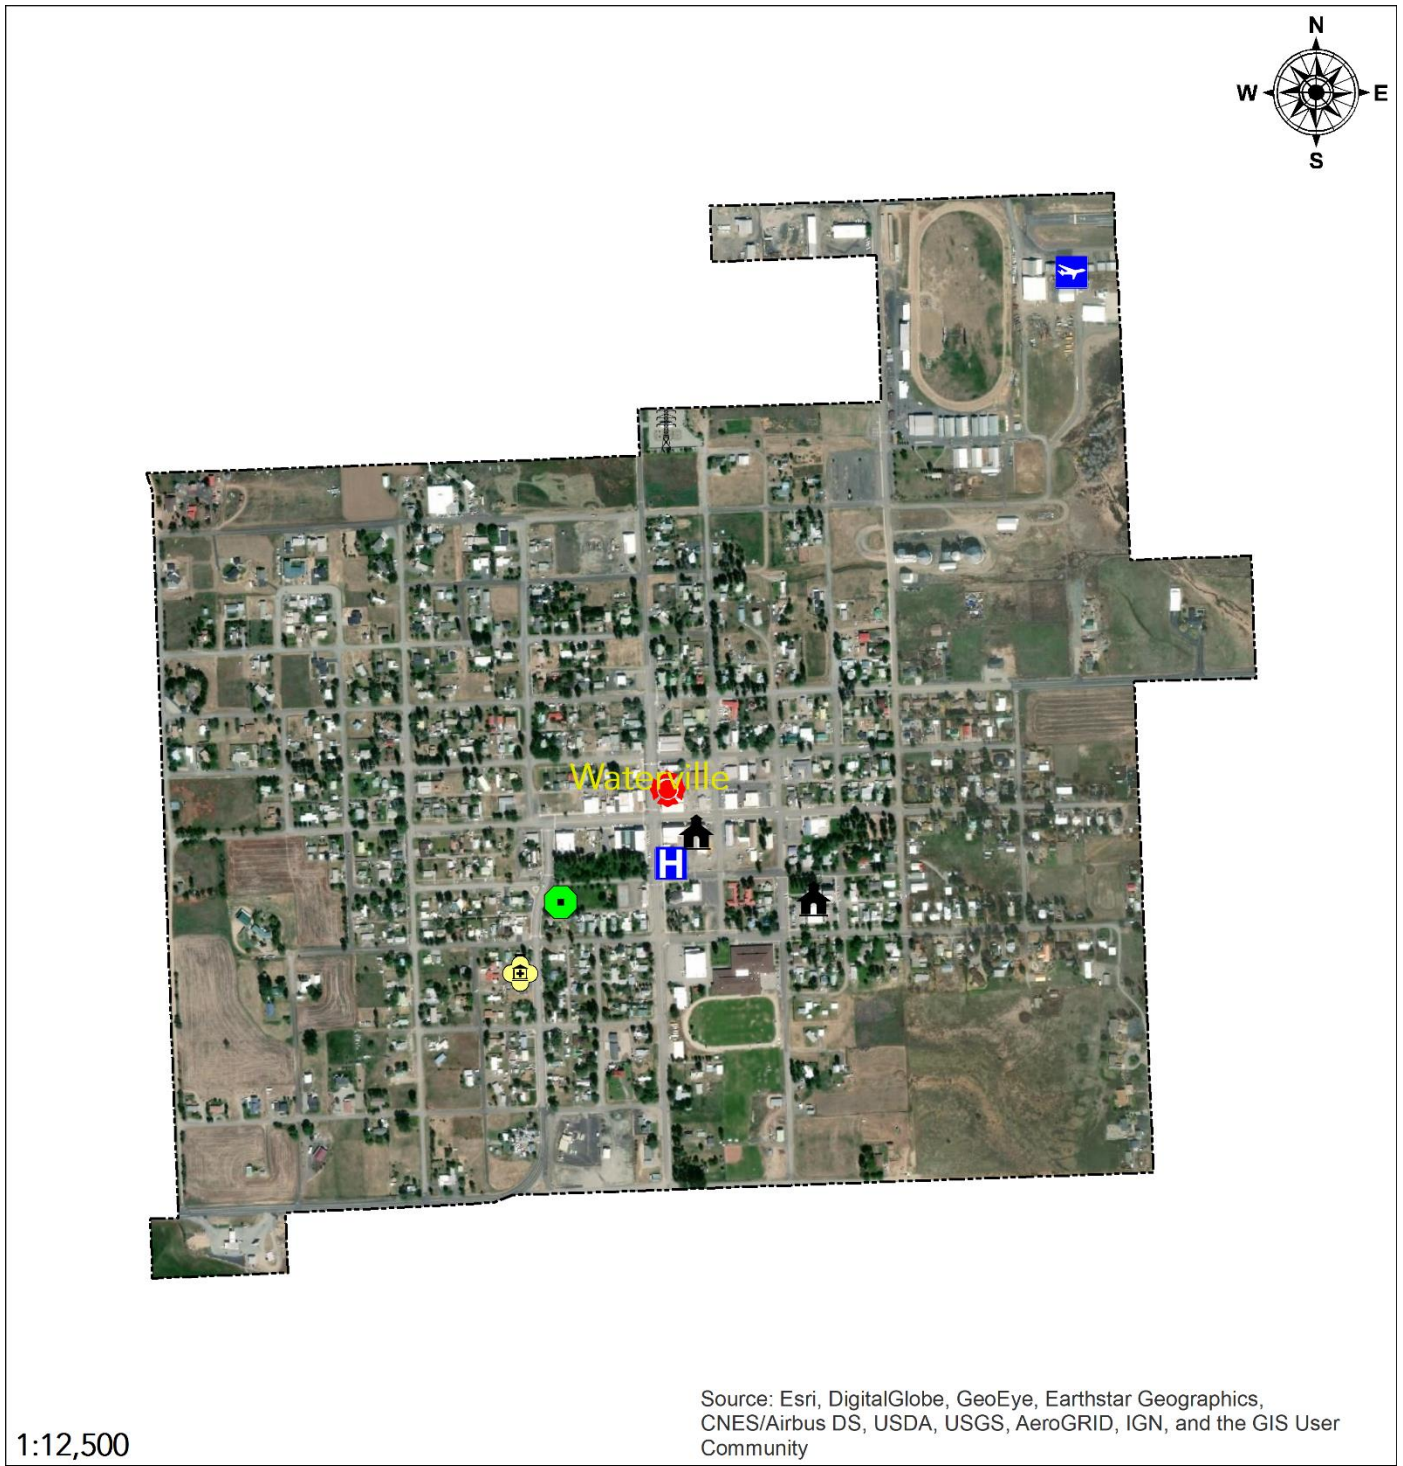 N
W E
S
Waterville
H
Source: Esri, DigitalGlobe, GeoEye, Earthstar Geographics,
CNES/Airbus DS, USDA, USGS, AeroGRID, IGN, and the GIS User
Community
1:12,500